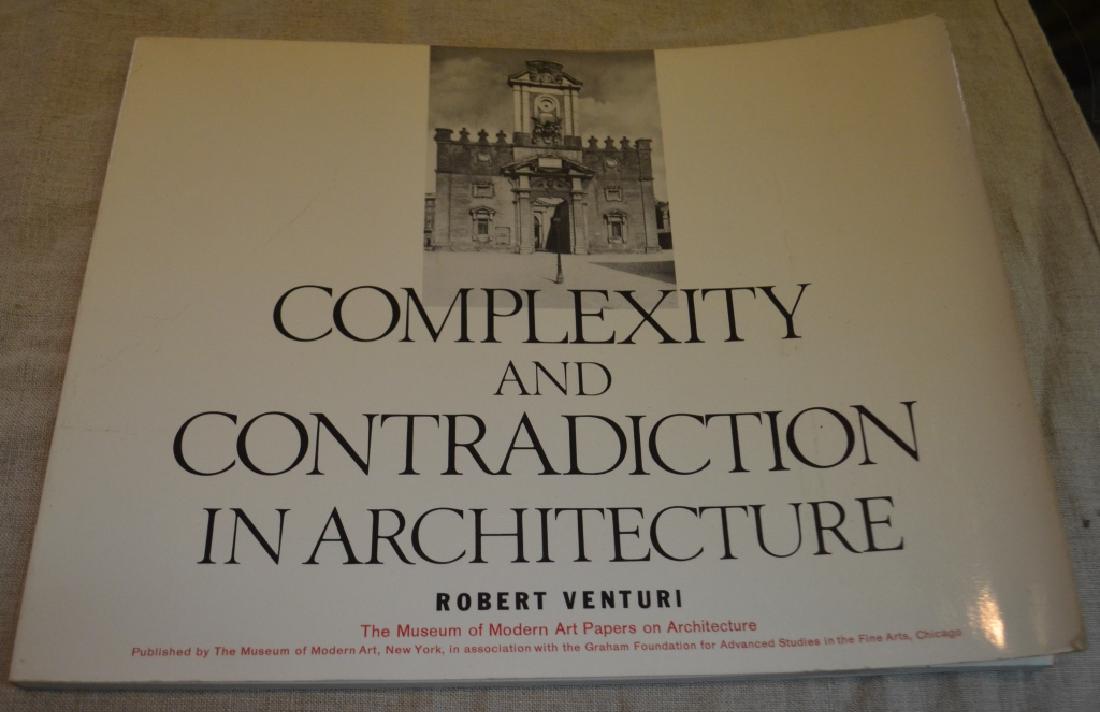 COMPLEXITY
AND
CONTRADICTION
IN ARCHITECTURE
ROBERT VENTURI
The Museum of Modern Art Papers on Architecture
Published by The Museum of Modern Art, New York, in association with the Graham Foundation for Advanced Studies in the Fine Arts, Chicago